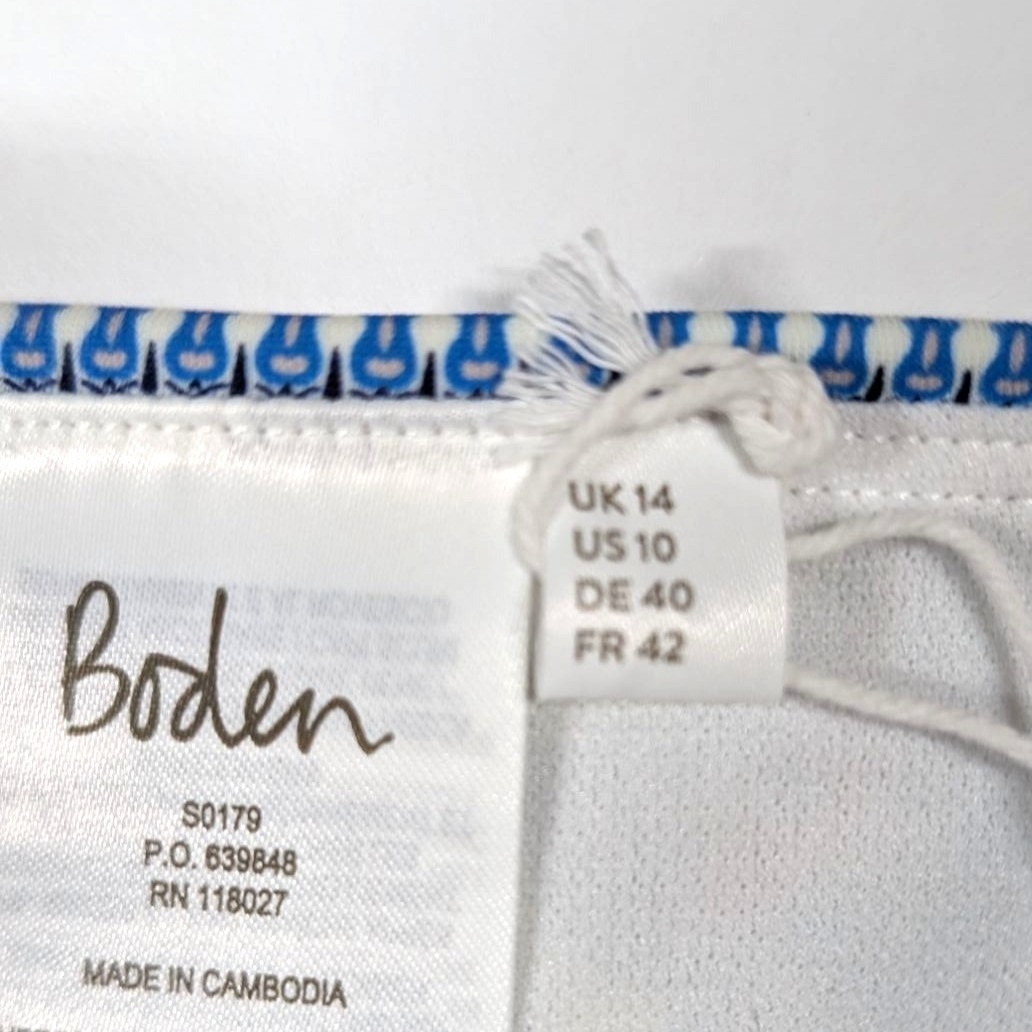 Boden
S0179
P.O. 639848
RN 118027
MADE IN CAMBODIA
UK 14
US 10
DE 40
FR 42